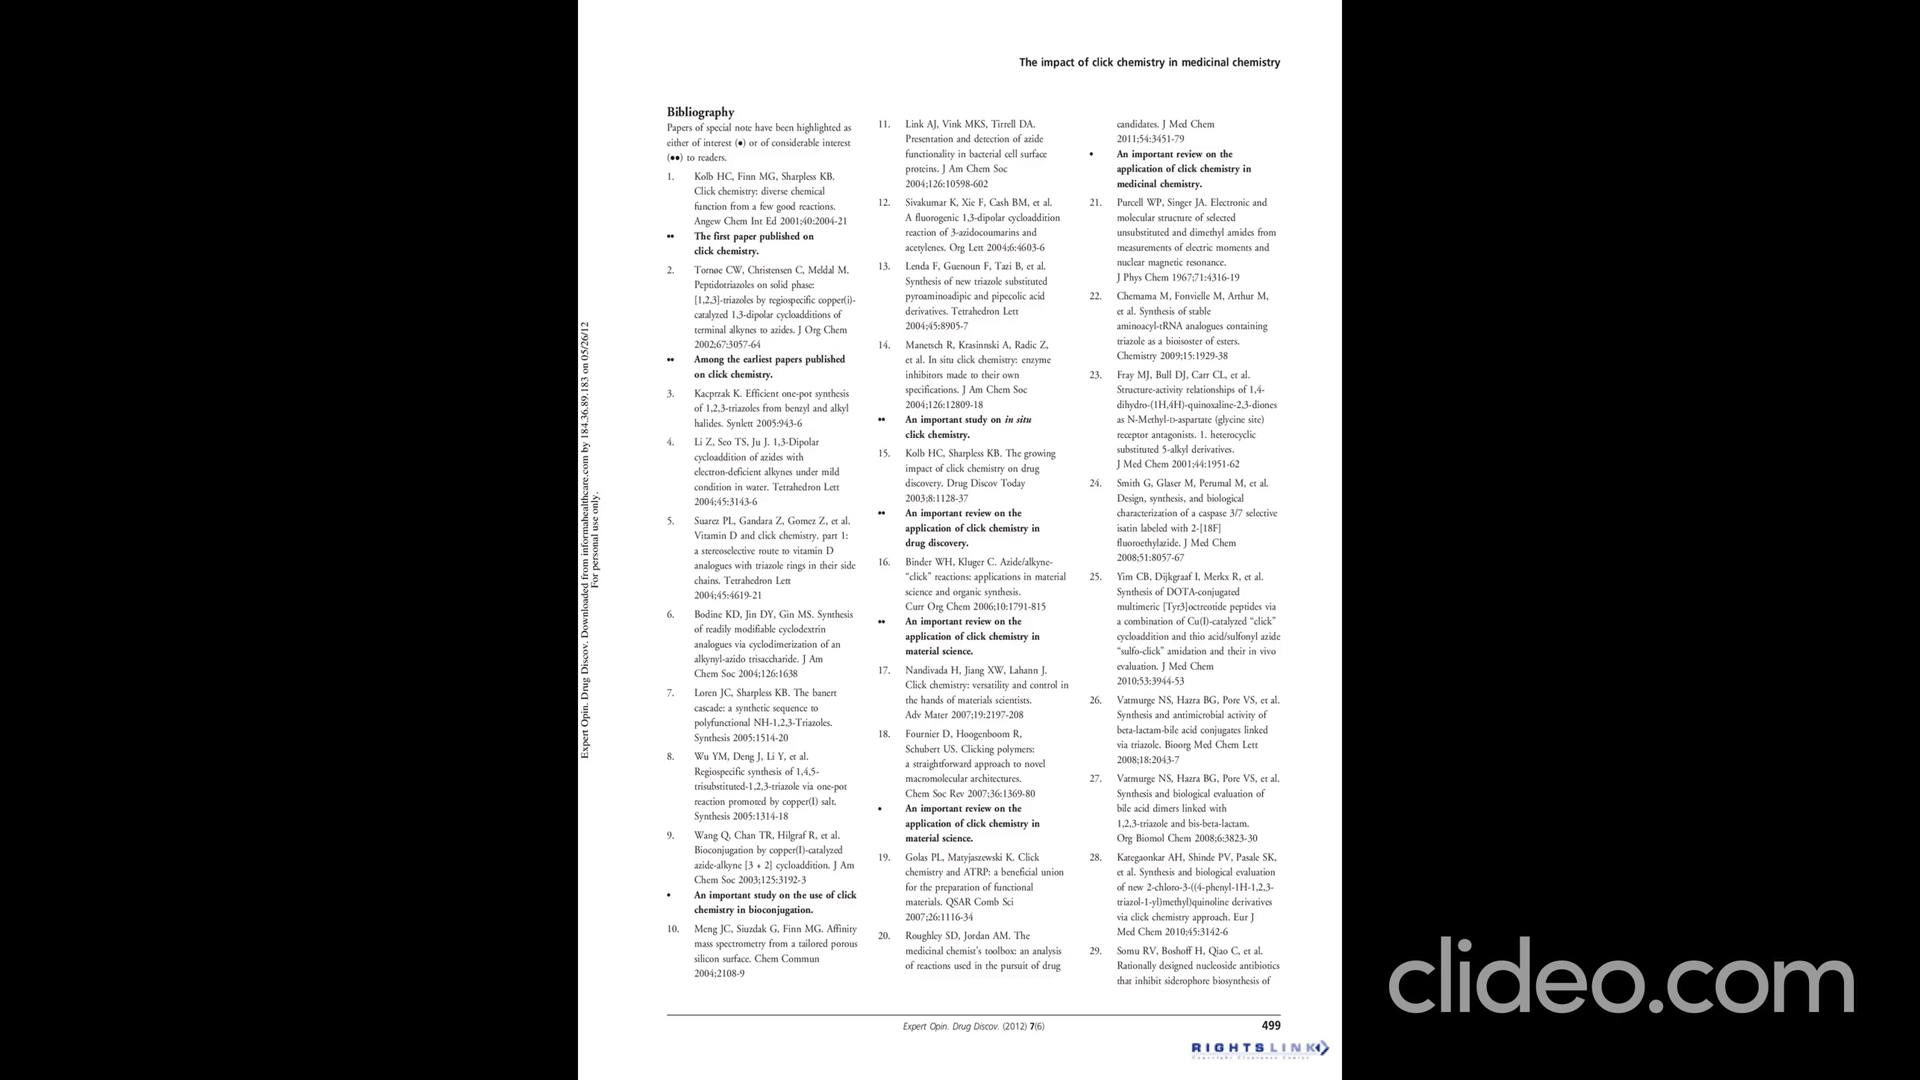 The impact of click chemistry in medicinal chemistry
Bibliography
Papers of special note have been highlighted as
either of interest (●) or of considerable interest
(●●) to readers.
1. Kolb HC, Finn MG, Sharpless KB.
Click chemistry: diverse chemical
function from a few good reactions.
Angew Chem Int Ed 2001;40:2004-21
●● The first paper published on
click chemistry.
2. Tornøe CW, Christensen C, Meldal M.
Peptidotriazoles on solid phase:
[1,2,3]-triazoles by regiospecific copper(i)-
catalyzed 1,3-dipolar cycloadditions of
terminal alkynes to azides. J Org Chem
2002;67:3057-64
●● Among the earliest papers published
on click chemistry.
3. Kacprzak K. Efficient one-pot synthesis
of 1,2,3-triazoles from benzyl and alkyl
halides. Synlett 2005:943-6
4. Li Z, Seo TS, Ju J. 1,3-Dipolar
cycloaddition of azides with
electron-deficient alkynes under mild
condition in water. Tetrahedron Lett
2004;45:3143-6
5. Suarez PL, Gandara Z, Gomez Z, et al.
Vitamin D and click chemistry. part 1:
a stereoselective route to vitamin D
analogues with triazole rings in their side
chains. Tetrahedron Lett
2004;45:4619-21
6. Bodine KD, Jin DY, Gin MS. Synthesis
of readily modifiable cyclodextrin
analogues via cyclodimerization of an
alkynyl-azido trisaccharide. J Am
Chem Soc 2004;126:1638
7. Loren JC, Sharpless KB. The banert
cascade: a synthetic sequence to
polyfunctional NH-1,2,3-Triazoles.
Synthesis 2005:1514-20
8. Wu YM, Deng J, Li Y, et al.
Regiospecific synthesis of 1,4,5-
trisubstituted-1,2,3-triazole via one-pot
reaction promoted by copper(I) salt.
Synthesis 2005:1314-18
9. Wang Q, Chan TR, Hilgraf R, et al.
Bioconjugation by copper(I)-catalyzed
azide-alkyne [3 + 2] cycloaddition. J Am
Chem Soc 2003;125:3192-3
● An important study on the use of click
chemistry in bioconjugation.
10. Meng JC, Siuzdak G, Finn MG. Affinity
mass spectrometry from a tailored porous
silicon surface. Chem Commun
2004;2108-9
11. Link AJ, Vink MKS, Tirrell DA.
Presentation and detection of azide
functionality in bacterial cell surface
proteins. J Am Chem Soc
2004;126:10598-602
12. Sivakumar K, Xie F, Cash BM, et al.
A fluorogenic 1,3-dipolar cycloaddition
reaction of 3-azidocoumarins and
acetylenes. Org Lett 2004;6:4603-6
13. Lenda F, Guenoun F, Tazi B, et al.
Synthesis of new triazole substituted
pyroaminoadipic and pipecolic acid
derivatives. Tetrahedron Lett
2004;45:8905-7
14. Manetsch R, Krasinnski A, Radic Z,
et al. In situ click chemistry: enzyme
inhibitors made to their own
specifications. J Am Chem Soc
2004;126:12809-18
●● An important study on in situ
click chemistry.
15. Kolb HC, Sharpless KB. The growing
impact of click chemistry on drug
discovery. Drug Discov Today
2003;8:1128-37
●● An important review on the
application of click chemistry in
drug discovery.
16. Binder WH, Kluger C. Azide/alkyne-
“click” reactions: applications in material
science and organic synthesis.
Curr Org Chem 2006;10:1791-815
●● An important review on the
application of click chemistry in
material science.
17. Nandivada H, Jiang XW, Lahann J.
Click chemistry: versatility and control in
the hands of materials scientists.
Adv Mater 2007;19:2197-208
18. Fournier D, Hoogenboom R,
Schubert US. Clicking polymers:
a straightforward approach to novel
macromolecular architectures.
Chem Soc Rev 2007;36:1369-80
● An important review on the
application of click chemistry in
material science.
19. Golas PL, Matyjaszewski K. Click
chemistry and ATRP: a beneficial union
for the preparation of functional
materials. QSAR Comb Sci
2007;26:1116-34
20. Roughley SD, Jordan AM. The
medicinal chemist's toolbox: an analysis
of reactions used in the pursuit of drug
candidates. J Med Chem
2011;54:3451-79
● An important review on the
application of click chemistry in
medicinal chemistry.
21. Purcell WP, Singer JA. Electronic and
molecular structure of selected
unsubstituted and dimethyl amides from
measurements of electric moments and
nuclear magnetic resonance.
J Phys Chem 1967;71:4316-19
22. Chemama M, Fonvielle M, Arthur M,
et al. Synthesis of stable
aminoacyl-tRNA analogues containing
triazole as a bioisoster of esters.
Chemistry 2009;15:1929-38
23. Fray MJ, Bull DJ, Carr CL, et al.
Structure-activity relationships of 1,4-
dihydro-(1H,4H)-quinoxaline-2,3-diones
as N-Methyl-D-aspartate (glycine site)
receptor antagonists. 1. heterocyclic
substituted 5-alkyl derivatives.
J Med Chem 2001;44:1951-62
24. Smith G, Glaser M, Perumal M, et al.
Design, synthesis, and biological
characterization of a caspase 3/7 selective
isatin labeled with 2-[18F]
fluoroethylazide. J Med Chem
2008;51:8057-67
25. Yim CB, Dijkgraaf I, Merkx R, et al.
Synthesis of DOTA-conjugated
multimeric [Tyr3]octreotide peptides via
a combination of Cu(I)-catalyzed “click”
cycloaddition and thio acid/sulfonyl azide
“sulfo-click” amidation and their in vivo
evaluation. J Med Chem
2010;53:3944-53
26. Vatmurge NS, Hazra BG, Pore VS, et al.
Synthesis and antimicrobial activity of
beta-lactam-bile acid conjugates linked
via triazole. Bioorg Med Chem Lett
2008;18:2043-7
27. Vatmurge NS, Hazra BG, Pore VS, et al.
Synthesis and biological evaluation of
bile acid dimers linked with
1,2,3-triazole and bis-beta-lactam.
Org Biomol Chem 2008;6:3823-30
28. Kategaonkar AH, Shinde PV, Pasale SK,
et al. Synthesis and biological evaluation
of new 2-chloro-3-((4-phenyl-1H-1,2,3-
triazol-1-yl)methyl)quinoline derivatives
via click chemistry approach. Eur J
Med Chem 2010;45:3142-6
29. Somu RV, Boshoff H, Qiao C, et al.
Rationally designed nucleoside antibiotics
that inhibit siderophore biosynthesis of
Expert Opin. Drug Discov. Downloaded from informahealthcare.com by 184.36.89.183 on 05/26/12
For personal use only.
Expert Opin. Drug Discov. (2012) 7(6)
499
RIGHTSLINK
Copyright Clearance Center
clideo.com